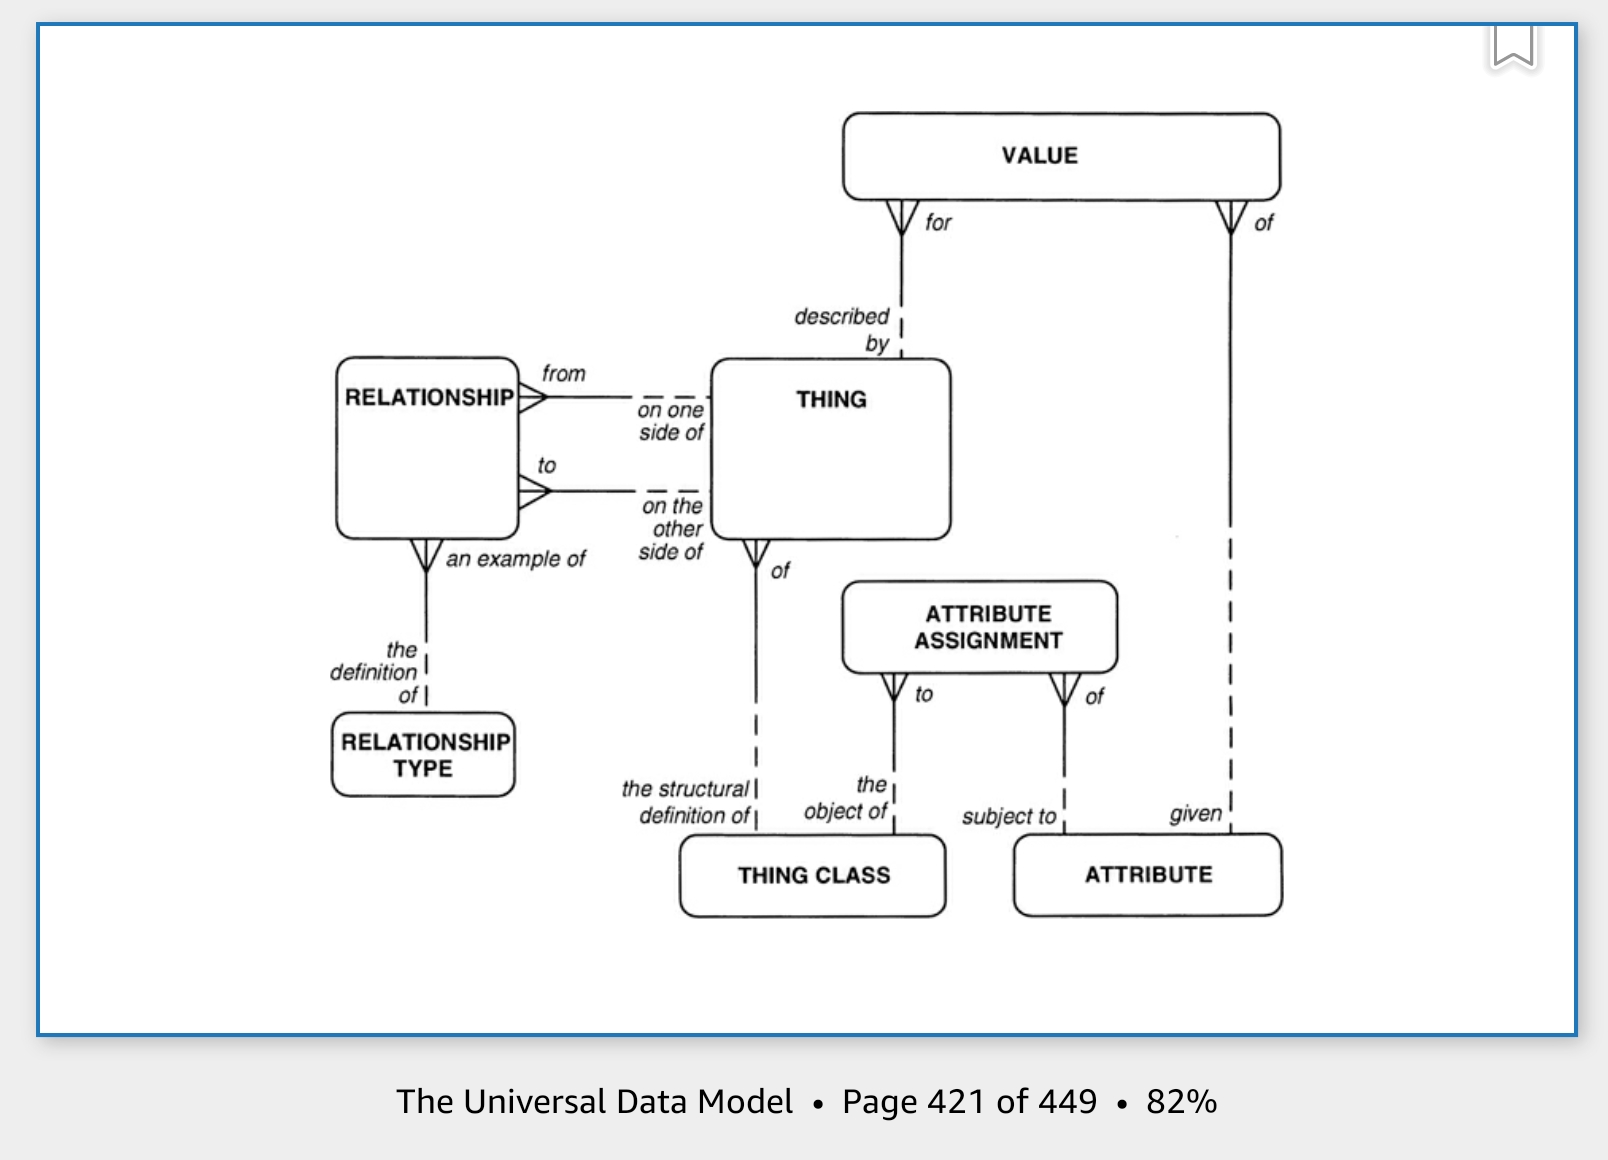 VALUE
for
of
described
by
RELATIONSHIP
from
on one
side of
THING
to
on the
other
side of
an example of
of
ATTRIBUTE
ASSIGNMENT
the
definition
of
to
of
RELATIONSHIP
TYPE
the structural
definition of
the
object of
subject to
given
THING CLASS
ATTRIBUTE
The Universal Data Model • Page 421 of 449 • 82%